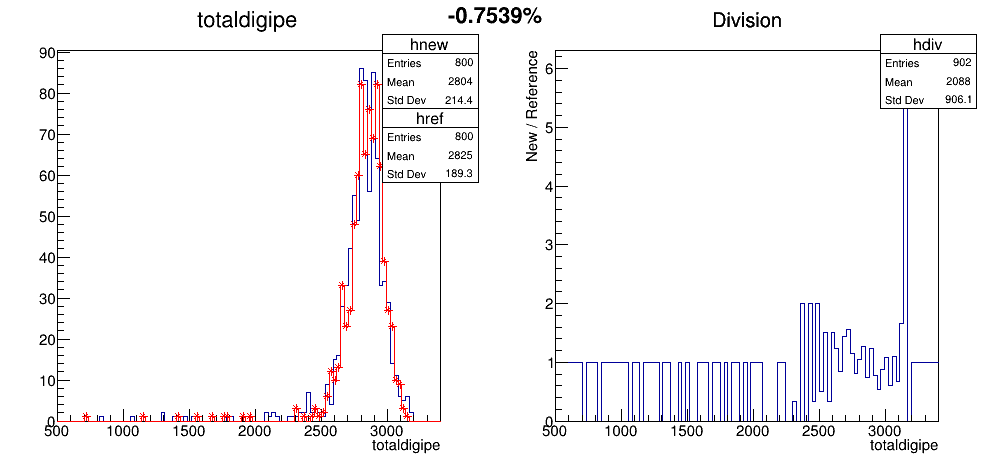 -0.7539%
totaldigipe
hnew
Entries 800
Mean 2804
Std Dev 214.4
href
Entries 800
Mean 2825
Std Dev 189.3
90
80
70
60
50
40
30
20
10
0
500 1000 1500 2000 2500 3000
totaldigipe
Division
hdiv
Entries 902
Mean 2088
Std Dev 906.1
New / Reference
6
5
4
3
2
1
0
500 1000 1500 2000 2500 3000
totaldigipe